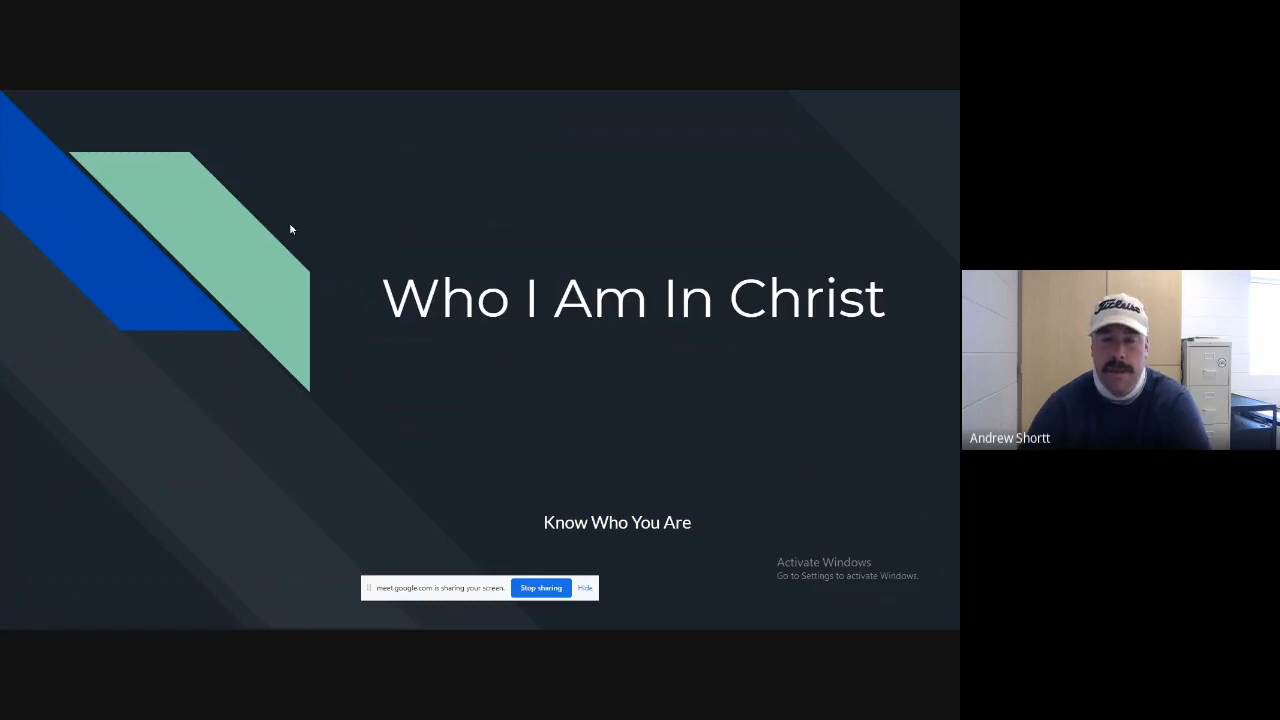 Who I Am In Christ
Know Who You Are
Activate Windows
Go to Settings to activate Windows.
meet.google.com is sharing your screen.
Stop sharing
Hide
Titleist
Andrew Shortt